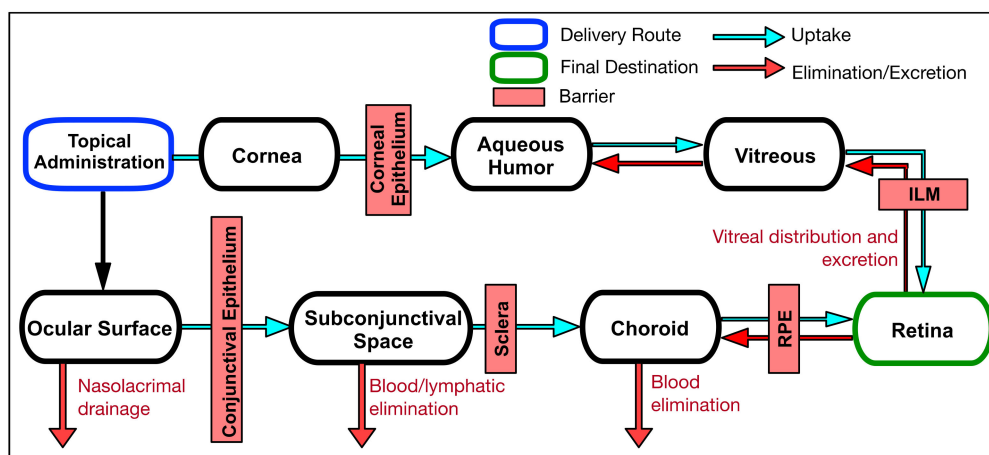 Delivery Route
Uptake
Final Destination
Elimination/Excretion
Barrier
Topical
Administration
Cornea
Corneal
Epithelium
Aqueous
Humor
Vitreous
ILM
Vitreal distribution and
excretion
Ocular Surface
Conjunctival Epithelium
Subconjunctival
Space
Sclera
Choroid
RPE
Retina
Nasolacrimal
drainage
Blood/lymphatic
elimination
Blood
elimination